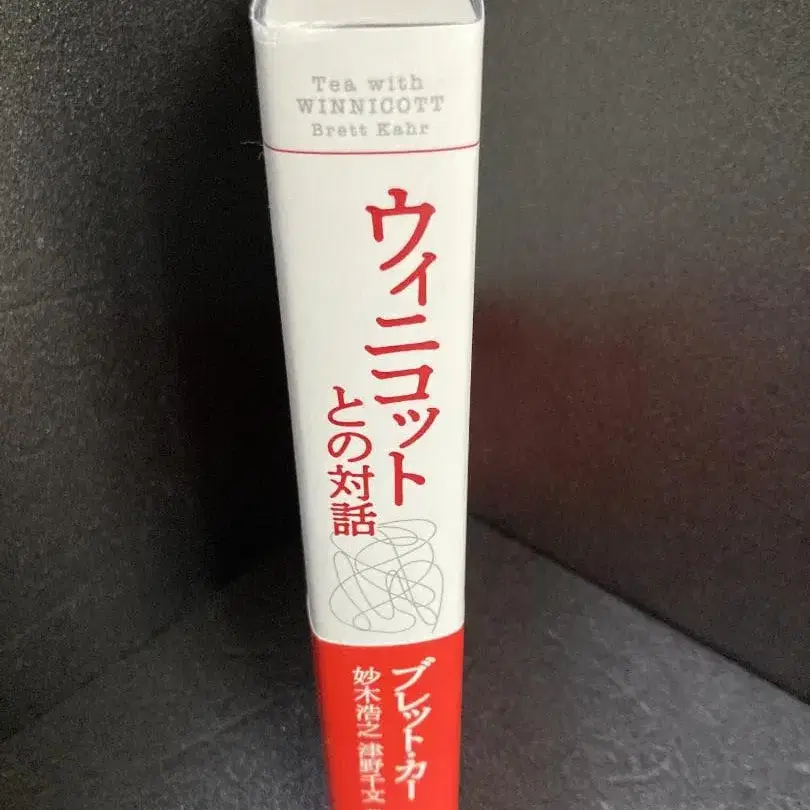 Tea with
WINNICOTT
Brett Kahr
ウィニコット
との対話
ブレット・カー
妙木浩之 津野千文